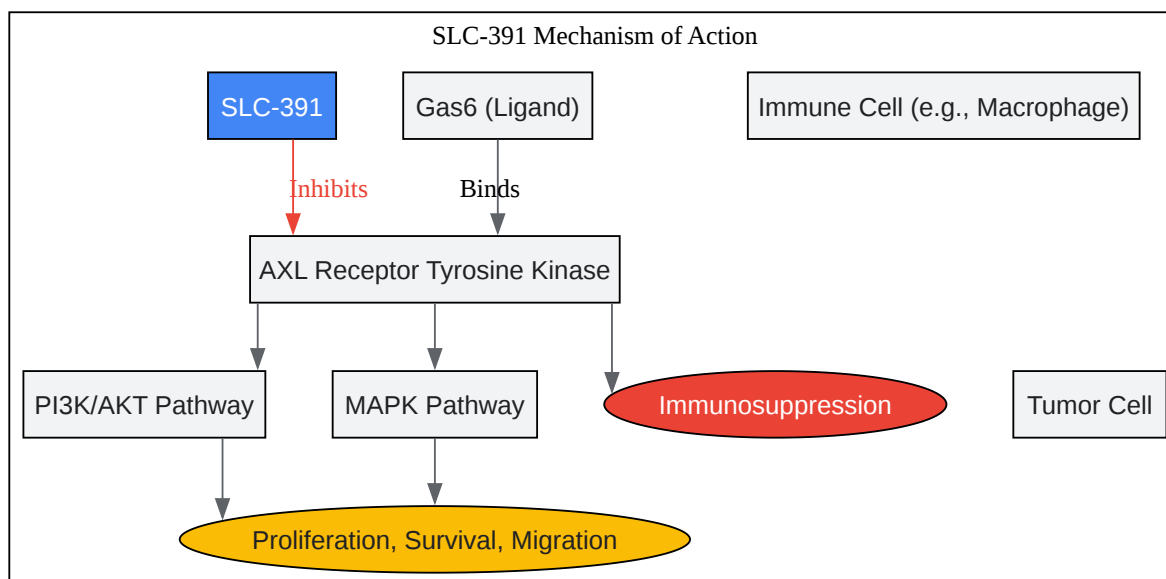 SLC-391 Mechanism of Action
SLC-391
Gas6 (Ligand)
Immune Cell (e.g., Macrophage)
Inhibits
Binds
AXL Receptor Tyrosine Kinase
PI3K/AKT Pathway
MAPK Pathway
Immunosuppression
Tumor Cell
Proliferation, Survival, Migration